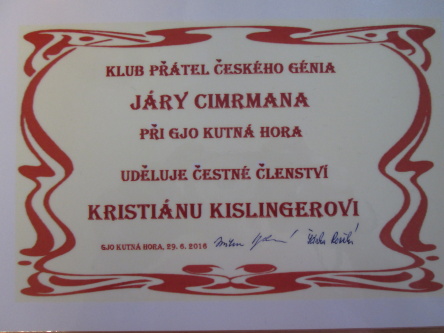 KLUB PŘÁTEL ČESKÉHO GÉNIA
JÁRY CIMRMANA
PŘI GJO KUTNÁ HORA
UDĚLUJE ČESTNÉ ČLENSTVÍ
KRISTIÁNU KISLINGEROVI
GJO KUTNÁ HORA, 29. 6. 2016